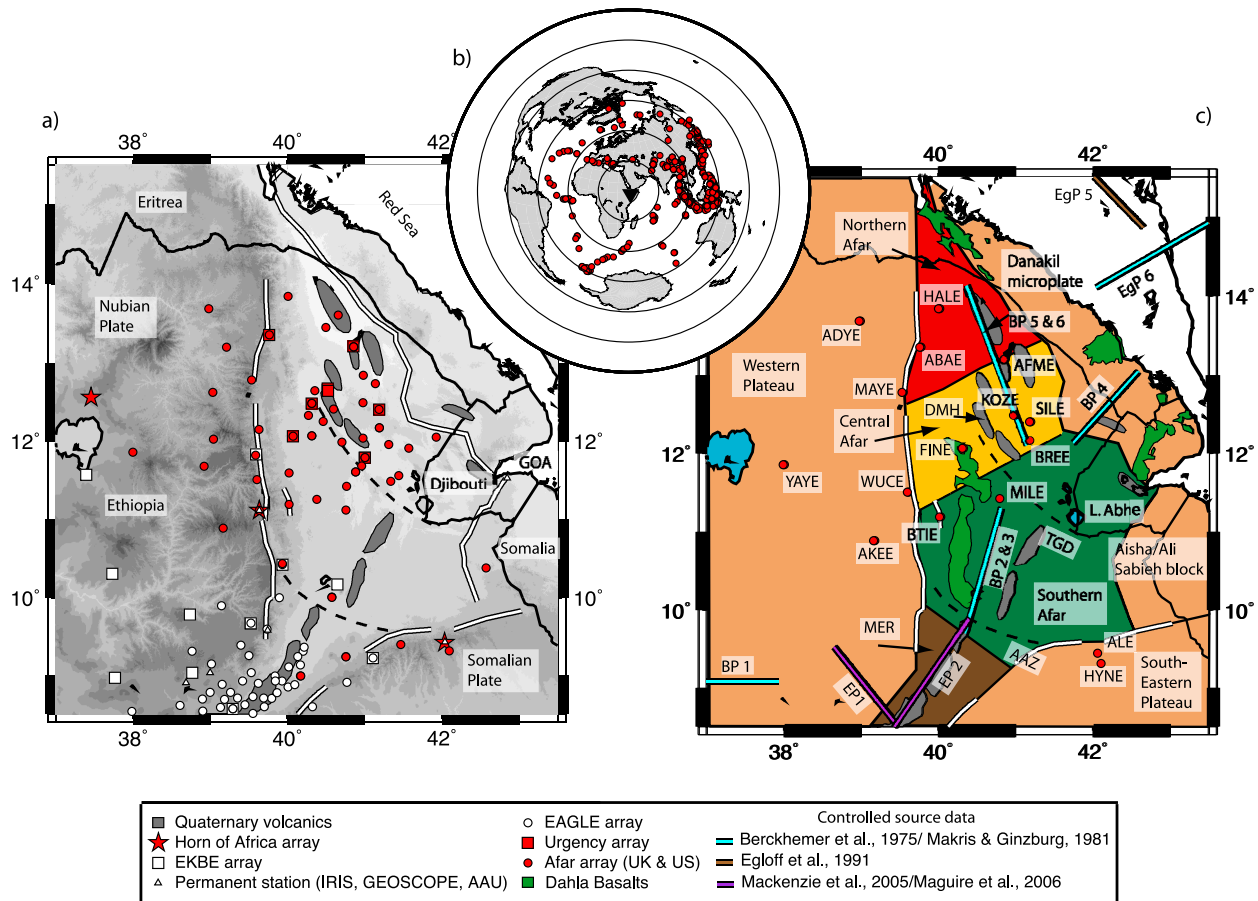 a)
38˚
40˚
42˚
Eritrea
Red Sea
14˚
Nubian
Plate
12˚
GOA
Djibouti
Ethiopia
Somalia
10˚
Somalian
Plate
38˚
40˚
42˚
b)
c)
40˚
42˚
EgP 5
Northern
Afar
Danakil
microplate
EgP 6
14˚
HALE
ADYE
BP 5 & 6
ABAE
AFME
Western
Plateau
MAYE
KOZE
BP 4
DMH
SILE
Central
Afar
FINE
12˚
BREE
YAYE
WUCE
MILE
L. Abhe
BTIE
TGD
AKEE
BP 2 & 3
Aisha/Ali
Sabieh block
Southern
Afar
10˚
MER
ALE
AAZ
HYNE
BP 1
EP1
EP 2
South-
Eastern
Plateau
38˚
40˚
42˚
Quaternary volcanics
Horn of Africa array
EKBE array
Permanent station (IRIS, GEOSCOPE, AAU)
EAGLE array
Urgency array
Afar array (UK & US)
Dahla Basalts
Controlled source data
Berckhemer et al., 1975/ Makris & Ginzburg, 1981
Egloff et al., 1991
Mackenzie et al., 2005/Maguire et al., 2006